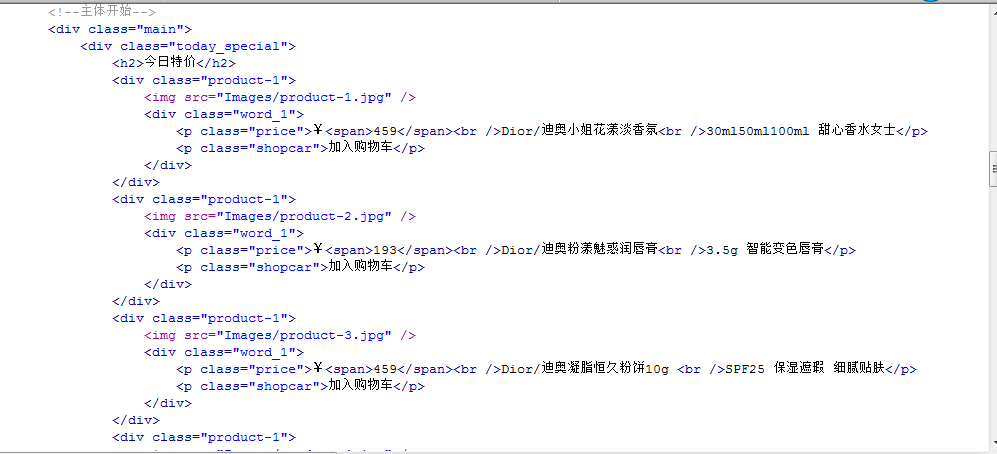 <!--主体开始-->
<div class="main">
<div class="today_special">
<h2>今日特价</h2>
<div class="product-1">
<img src="Images/product-1.jpg" />
<div class="word_1">
<p class="price">¥<span>459</span><br />Dior/迪奥小姐花漾淡香氛<br />30ml50ml100ml 甜心香水女士</p>
<p class="shopcar">加入购物车</p>
</div>
</div>
<div class="product-1">
<img src="Images/product-2.jpg" />
<div class="word_1">
<p class="price">¥<span>193</span><br />Dior/迪奥粉漾魅惑润唇膏<br />3.5g 智能变色唇膏</p>
<p class="shopcar">加入购物车</p>
</div>
</div>
<div class="product-1">
<img src="Images/product-3.jpg" />
<div class="word_1">
<p class="price">¥<span>459</span><br />Dior/迪奥凝脂恒久粉饼10g <br />SPF25 保湿遮瑕 细腻贴肤</p>
<p class="shopcar">加入购物车</p>
</div>
</div>
<div class="product-1">